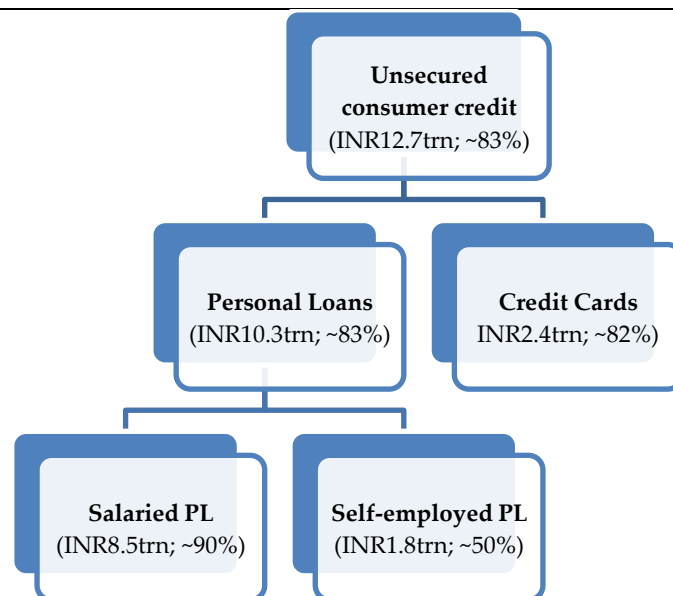 Unsecured
consumer credit
(INR12.7trn; ~83%)
Personal Loans
(INR10.3trn; ~83%)
Credit Cards
INR2.4trn; ~82%)
Salaried PL
(INR8.5trn; ~90%)
Self-employed PL
(INR1.8trn; ~50%)